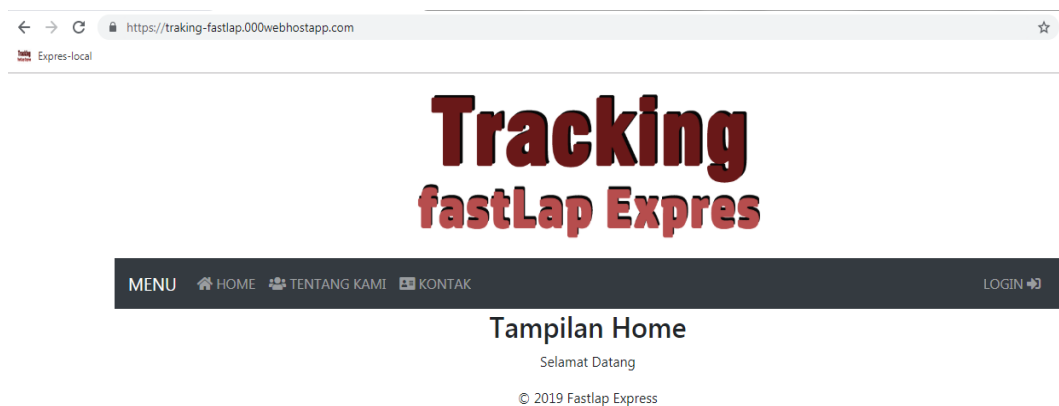 https://traking-fastlap.000webhostapp.com
Expres-local
Tracking
fastLap Expres
MENU HOME TENTANG KAMI KONTAK LOGIN
Tampilan Home
Selamat Datang
© 2019 Fastlap Express